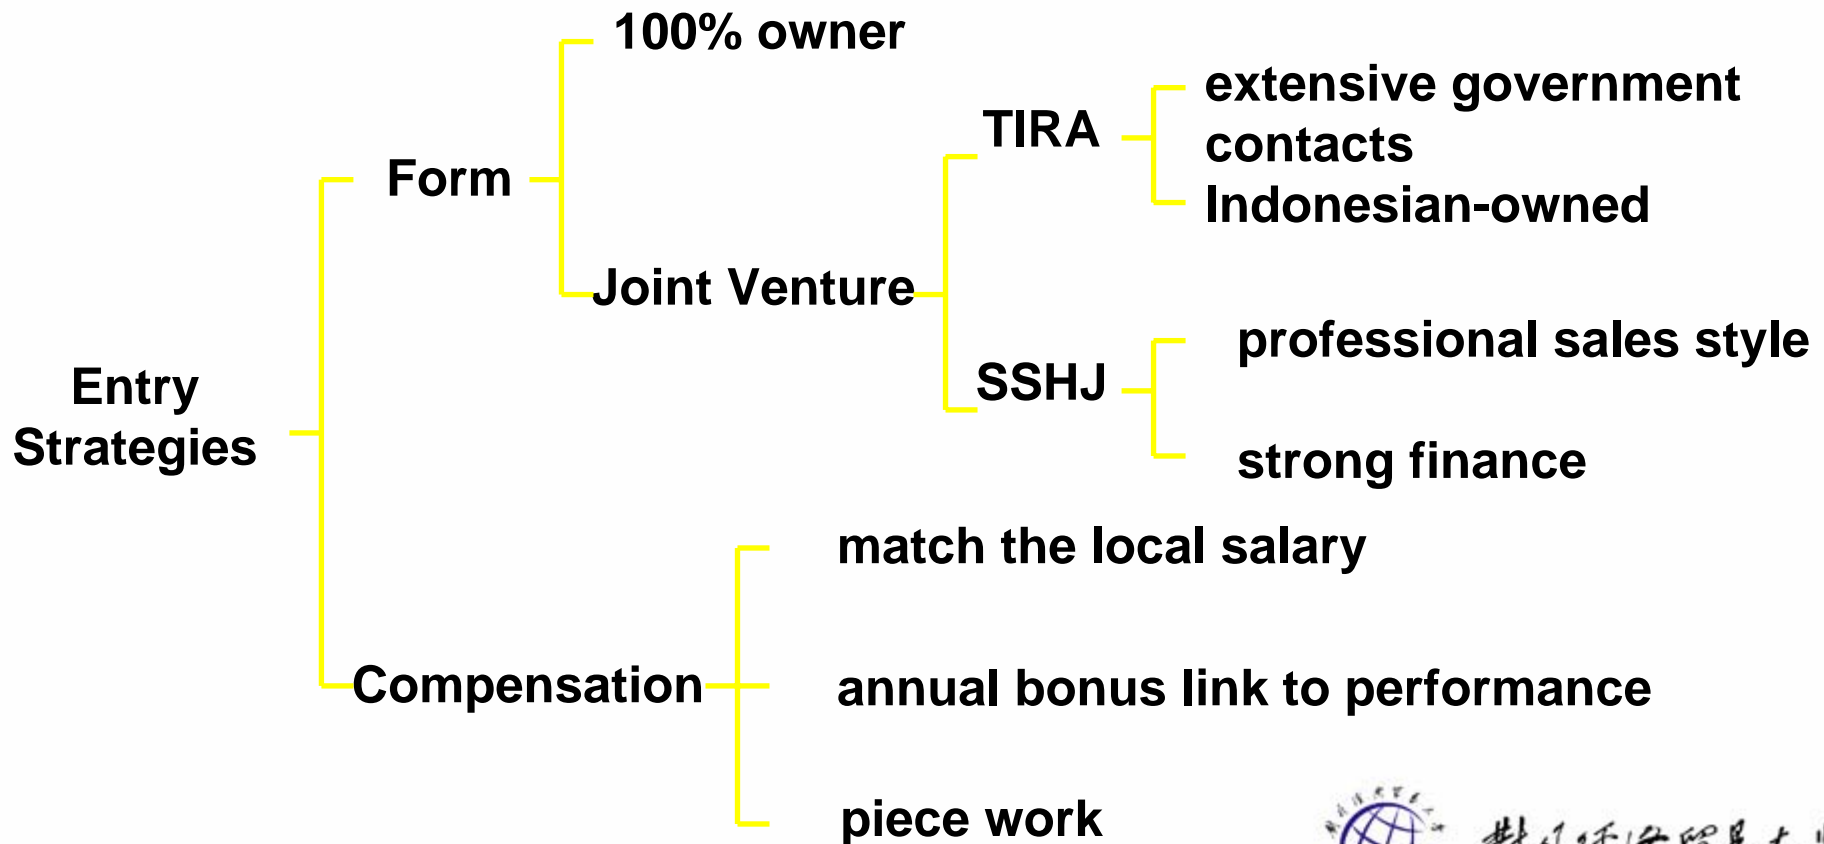 100% owner
extensive government
contacts
TIRA
Form
Indonesian-owned
Joint Venture
professional sales style
SSHJ
Entry
Strategies
strong finance
match the local salary
Compensation
annual bonus link to performance
piece work